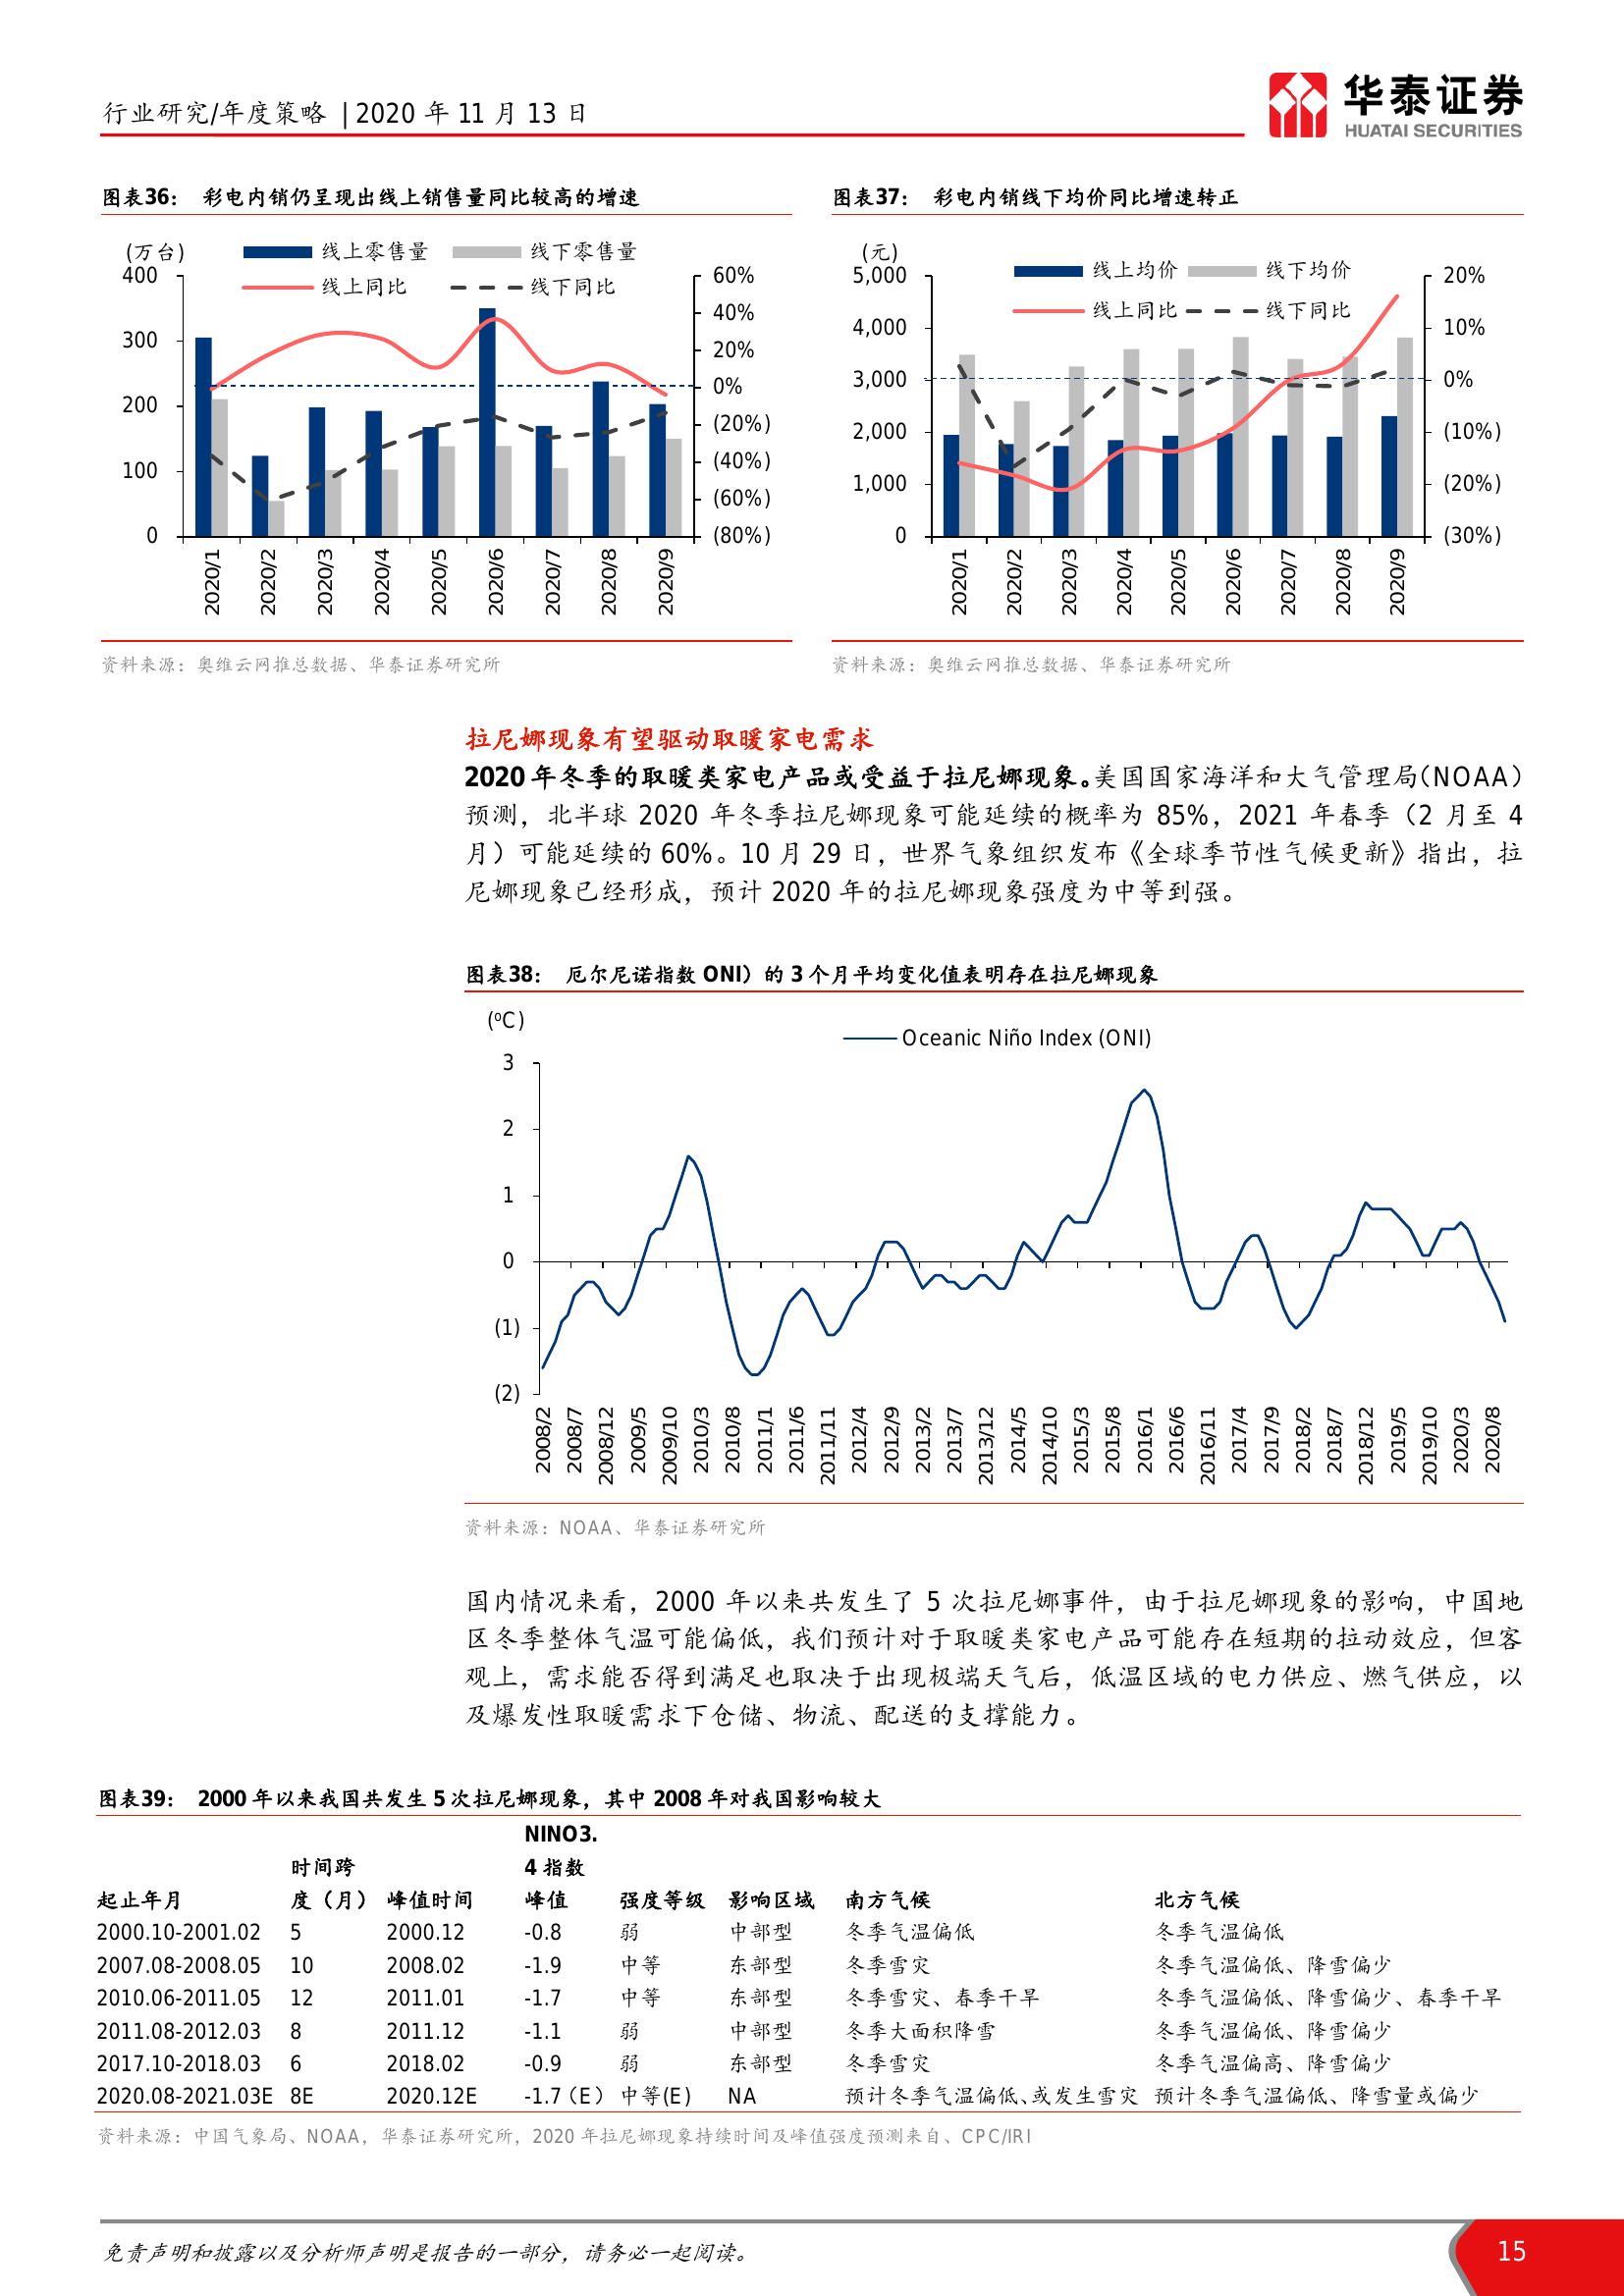 行业研究/年度策略 | 2020 年 11 月 13 日
华泰证券
HUATAI SECURITIES
图表36： 彩电内销仍呈现出线上销售量同比较高的增速
(万台)
线上零售量 线下零售量
线上同比 线下同比
400
300
200
100
0
60%
40%
20%
0%
(20%)
(40%)
(60%)
(80%)
2020/1
2020/2
2020/3
2020/4
2020/5
2020/6
2020/7
2020/8
2020/9
资料来源：奥维云网推总数据、华泰证券研究所
图表37： 彩电内销线下均价同比增速转正
(元)
线上均价 线下均价
线上同比 线下同比
5,000
4,000
3,000
2,000
1,000
0
20%
10%
0%
(10%)
(20%)
(30%)
2020/1
2020/2
2020/3
2020/4
2020/5
2020/6
2020/7
2020/8
2020/9
资料来源：奥维云网推总数据、华泰证券研究所
拉尼娜现象有望驱动取暖家电需求
2020 年冬季的取暖类家电产品或受益于拉尼娜现象。美国国家海洋和大气管理局（NOAA）
预测，北半球 2020 年冬季拉尼娜现象可能延续的概率为 85%，2021 年春季（2 月至 4
月）可能延续的 60%。10 月 29 日，世界气象组织发布《全球季节性气候更新》指出，拉
尼娜现象已经形成，预计 2020 年的拉尼娜现象强度为中等到强。
图表38： 厄尔尼诺指数 ONI）的 3 个月平均变化值表明存在拉尼娜现象
(ºC)
Oceanic Niño Index (ONI)
3
2
1
0
(1)
(2)
2008/2
2008/7
2008/12
2009/5
2009/10
2010/3
2010/8
2011/1
2011/6
2011/11
2012/4
2012/9
2013/2
2013/7
2013/12
2014/5
2014/10
2015/3
2015/8
2016/1
2016/6
2016/11
2017/4
2017/9
2018/2
2018/7
2018/12
2019/5
2019/10
2020/3
2020/8
资料来源：NOAA、华泰证券研究所
国内情况来看，2000 年以来共发生了 5 次拉尼娜事件，由于拉尼娜现象的影响，中国地
区冬季整体气温可能偏低，我们预计对于取暖类家电产品可能存在短期的拉动效应，但客
观上，需求能否得到满足也取决于出现极端天气后，低温区域的电力供应、燃气供应，以
及爆发性取暖需求下仓储、物流、配送的支撑能力。
图表39： 2000 年以来我国共发生 5 次拉尼娜现象，其中 2008 年对我国影响较大
NINO3.
时间跨 4 指数
起止年月 度（月） 峰值时间 峰值 强度等级 影响区域 南方气候 北方气候
2000.10-2001.02 5 2000.12 -0.8 弱 中部型 冬季气温偏低 冬季气温偏低
2007.08-2008.05 10 2008.02 -1.9 中等 东部型 冬季雪灾 冬季气温偏低、降雪偏少
2010.06-2011.05 12 2011.01 -1.7 中等 东部型 冬季雪灾、春季干旱 冬季气温偏低、降雪偏少、春季干旱
2011.08-2012.03 8 2011.12 -1.1 弱 中部型 冬季大面积降雪 冬季气温偏低、降雪偏少
2017.10-2018.03 6 2018.02 -0.9 弱 东部型 冬季雪灾 冬季气温偏高、降雪偏少
2020.08-2021.03E 8E 2020.12E -1.7（E） 中等(E) NA 预计冬季气温偏低、或发生雪灾 预计冬季气温偏低、降雪量或偏少
资料来源：中国气象局、NOAA，华泰证券研究所，2020 年拉尼娜现象持续时间及峰值强度预测来自、CPC/IRI
免责声明和披露以及分析师声明是报告的一部分，请务必一起阅读。
15